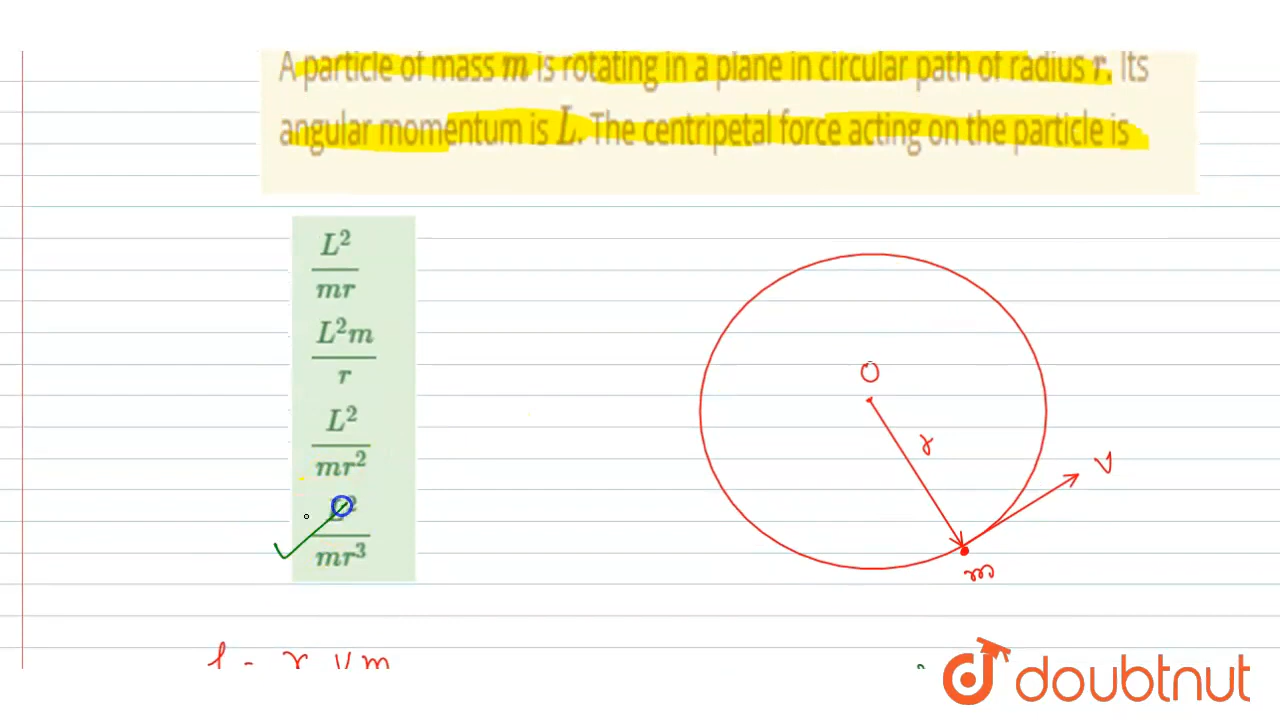 A particle of mass m is rotating in a plane in circular path of radius r. Its
angular momentum is L. The centripetal force acting on the particle is
L²
mr
L²m
r
L²
mr²
L²
mr³
O
r
V
m
r V m
doubtnut